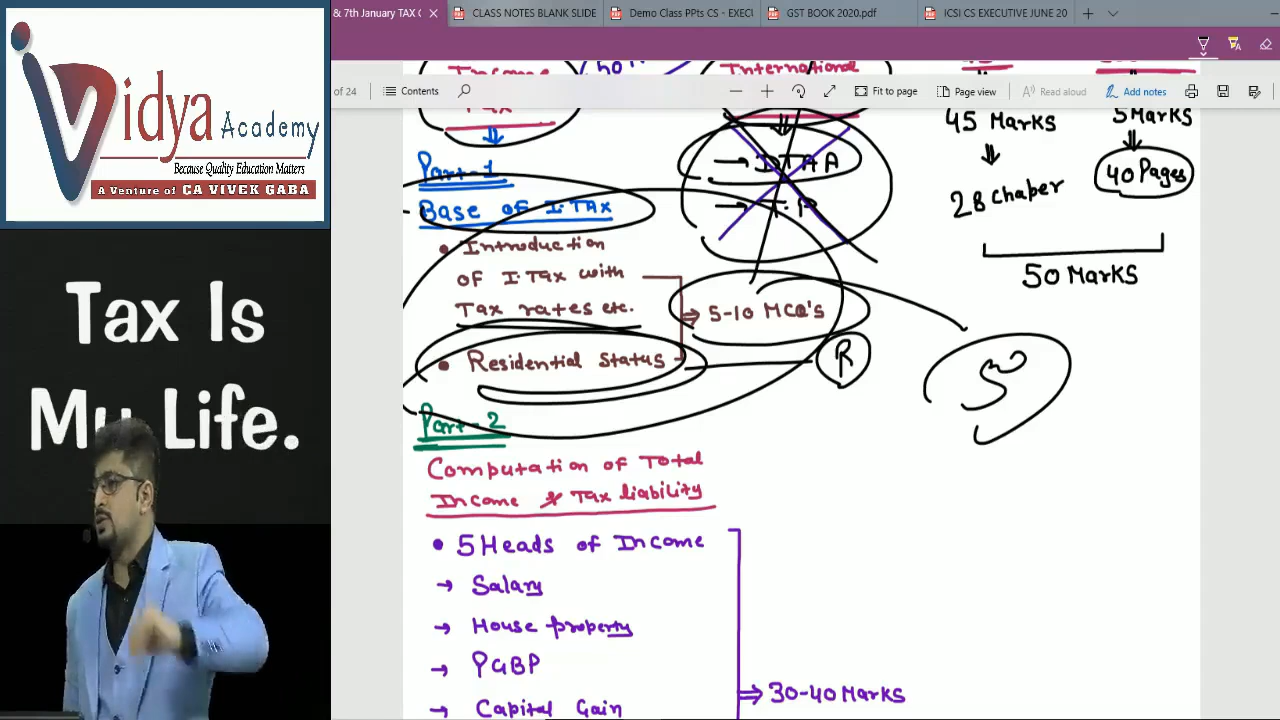 & 7th January TAX C
CLASS NOTES BLANK SLIDE
Demo Class PPTs CS - EXECU
GST BOOK 2020.pdf
ICSI CS EXECUTIVE JUNE 20
of 24
Contents
Fit to page
Page view
Read aloud
Add notes
Vidya Academy
Because Quality Education Matters
A Venture of CA VIVEK GABA
Tax Is
My Life.
Income
Tax
International
Part-1
Base of I.Tax
• Introduction
of I.Tax with
Tax rates etc.
• Residential Status
⇒ 5-10 MCQ's
R
→ DTAA
→ T.P
45 Marks
28 Chaper
5 Marks
40 Pages
50 Marks
Part-2
Computation of Total
Income & Tax liability
• 5 Heads of Income
→ Salary
→ House property
→ PGBP
→ Capital Gain
⇒ 30-40 Marks